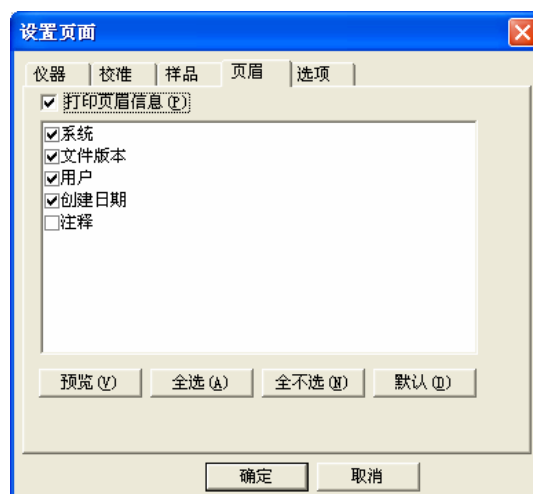 设置页面
仪器 校准 样品 页眉 选项
打印页眉信息(P)
系统
文件版本
用户
创建日期
注释
预览(V) 全选(A) 全不选(N) 默认(D)
确定 取消